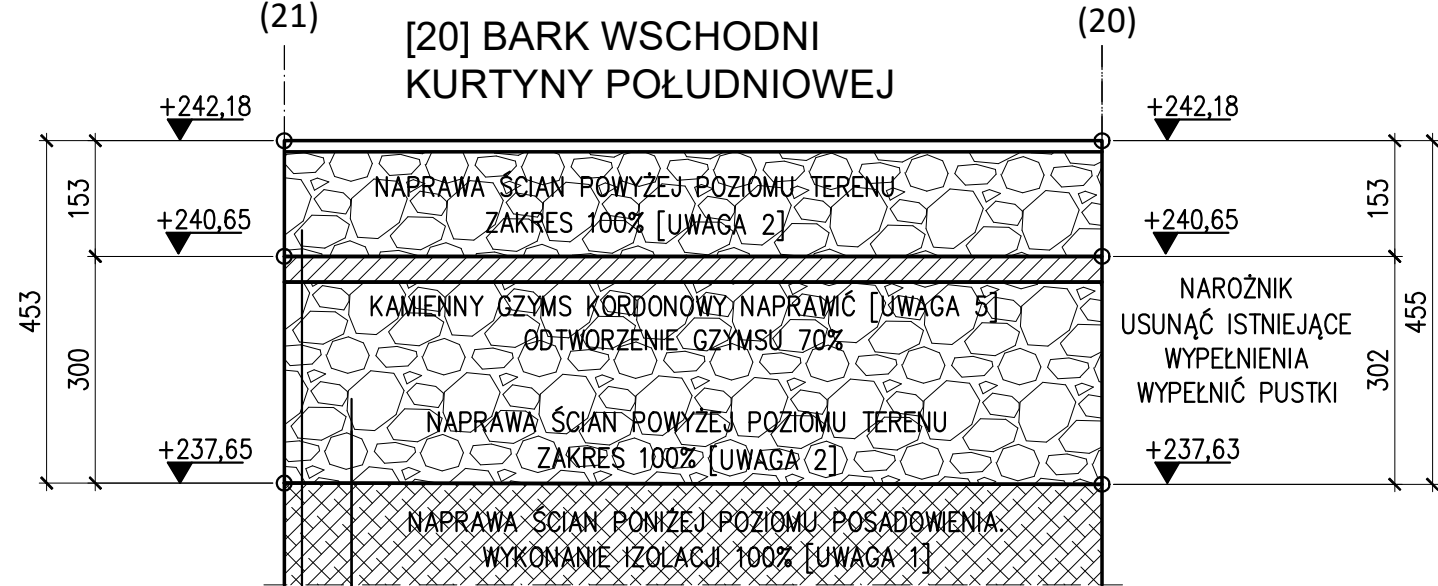 (21)
(20)
[20] BARK WSCHODNI
KURTYNY POŁUDNIOWEJ
+242,18
+242,18
153
153
NAPRAWA ŚCIAN POWYŻEJ POZIOMU TERENU
ZAKRES 100% [UWAGA 2]
+240,65
+240,65
453
455
300
302
KAMIENNY GZYMS KORDONOWY NAPRAWIĆ [UWAGA 5]
ODTWORZENIE GZYMSU 70%
NAROŻNIK
USUNĄĆ ISTNIEJĄCE
WYPEŁNIENIA
WYPEŁNIĆ PUSTKI
NAPRAWA ŚCIAN POWYŻEJ POZIOMU TERENU
ZAKRES 100% [UWAGA 2]
+237,65
+237,63
NAPRAWA ŚCIAN PONIŻEJ POZIOMU POSADOWIENIA.
WYKONANIE IZOLACJI 100% [UWAGA 1]